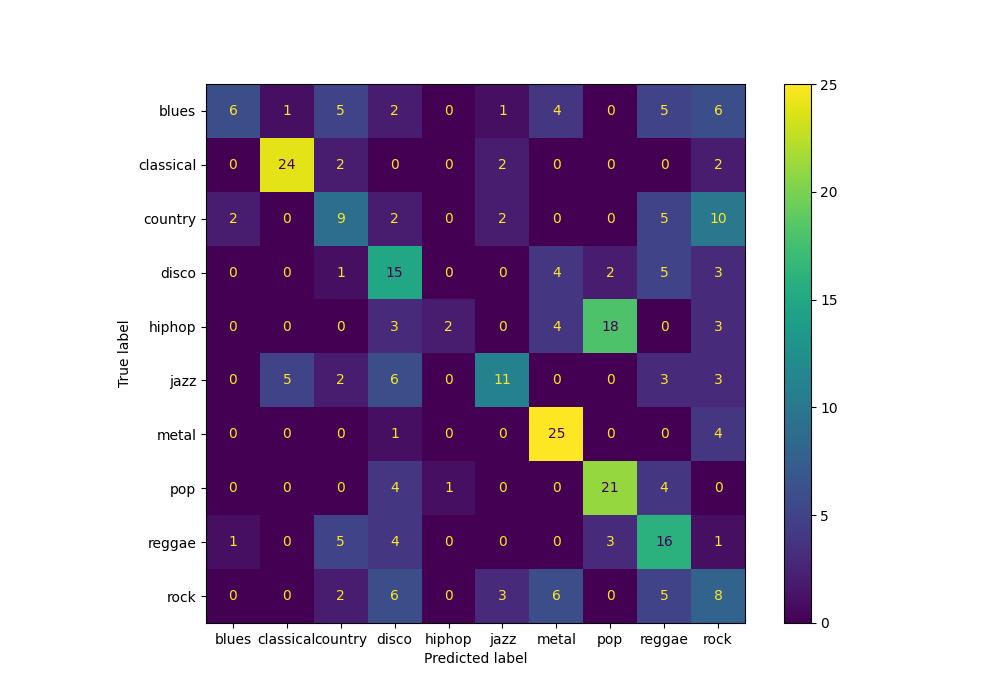 blues 6 1 5 2 0 1 4 0 5 6
classical 0 24 2 0 0 2 0 0 0 2
country 2 0 9 2 0 2 0 0 5 10
disco 0 0 1 15 0 0 4 2 5 3
hiphop 0 0 0 3 2 0 4 18 0 3
jazz 0 5 2 6 0 11 0 0 3 3
metal 0 0 0 1 0 0 25 0 0 4
pop 0 0 0 4 1 0 0 21 4 0
reggae 1 0 5 4 0 0 0 3 16 1
rock 0 0 2 6 0 3 6 0 5 8
blues classical country disco hiphop jazz metal pop reggae rock
Predicted label
True label
25
20
15
10
5
0